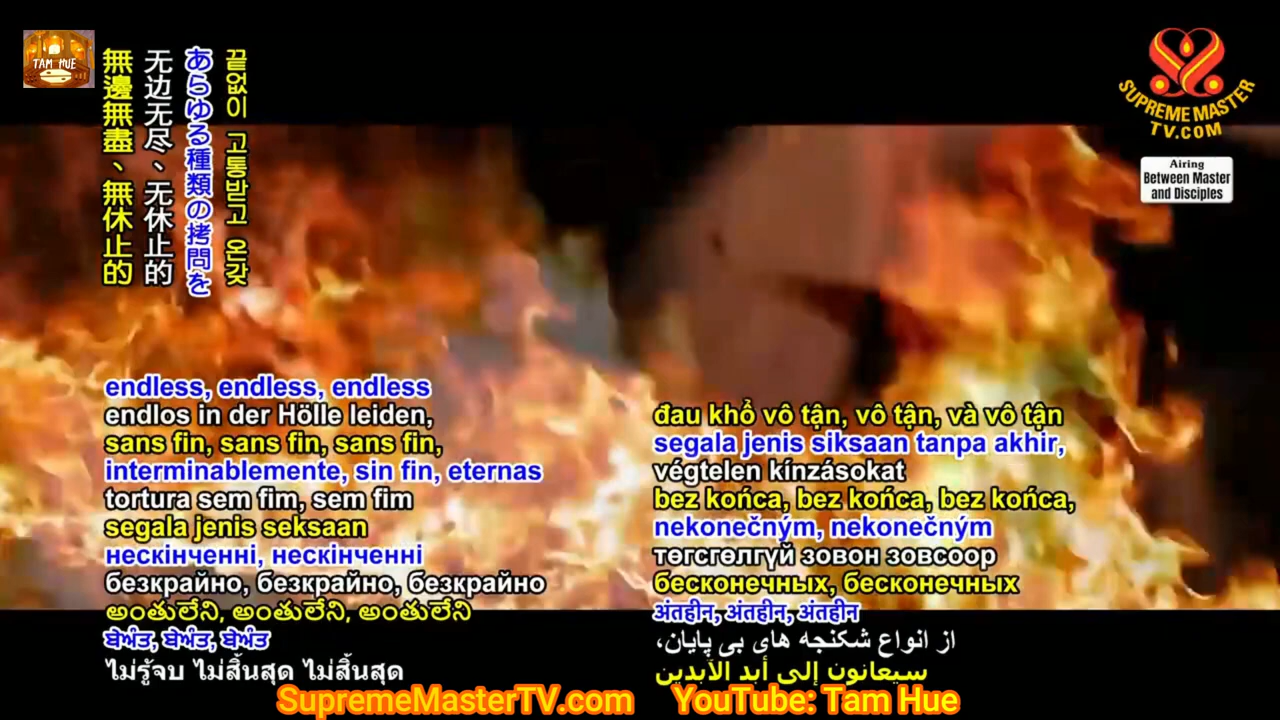 TAM HUE
無邊無盡、無休止的
无边无尽、无休止的
あらゆる種類の拷問を
끝없이 고통받고 온갖
SUPREME MASTER
TV.COM
Airing
Between Master
and Disciples
endless, endless, endless
endlos in der Hölle leiden,
sans fin, sans fin, sans fin,
interminablemente, sin fin, eternas
tortura sem fim, sem fim
segala jenis seksaan
нескінченні, нескінченні
безкрайно, безкрайно, безкрайно
అంతులేని, అంతులేని, అంతులేని
ਬੇਅੰਤ, ਬੇਅੰਤ, ਬੇਅੰਤ
ไม่รู้จบ ไม่สิ้นสุด ไม่สิ้นสุด
đau khổ vô tận, vô tận, và vô tận
segala jenis siksaan tanpa akhir,
végtelen kínzásokat
bez końca, bez końca, bez końca,
nekonečným, nekonečným
төгсгөлгүй зовон зовсоор
бесконечных, бесконечных
अंतहीन, अंतहीन, अंतहीन
از انواع شکنجه های بی پایان،
سيعانون إلى أبد الآبدين
SupremeMasterTV.com YouTube: Tam Hue